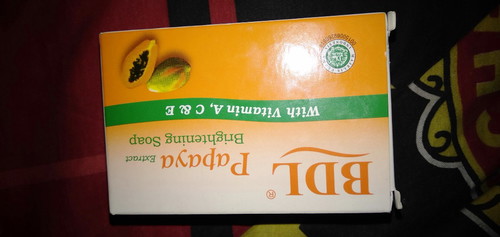 BDL®
Papaya Extract
Brightening Soap
With Vitamin A, C & E